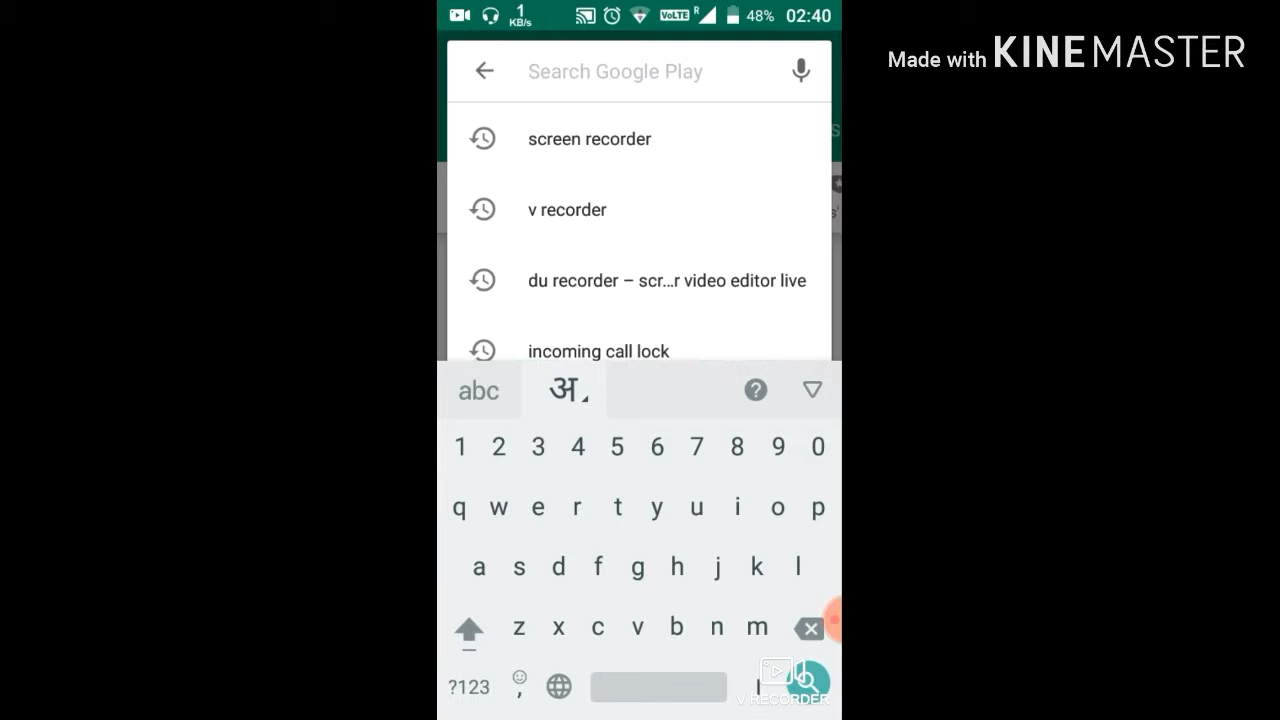 1
KB/s
VoLTE R 48% 02:40
Made with KINEMASTER
Search Google Play
screen recorder
v recorder
du recorder – scr...r video editor live
incoming call lock
abc अ
1 2 3 4 5 6 7 8 9 0
q w e r t y u i o p
a s d f g h j k l
z x c v b n m
?123 ,
V RECORDER